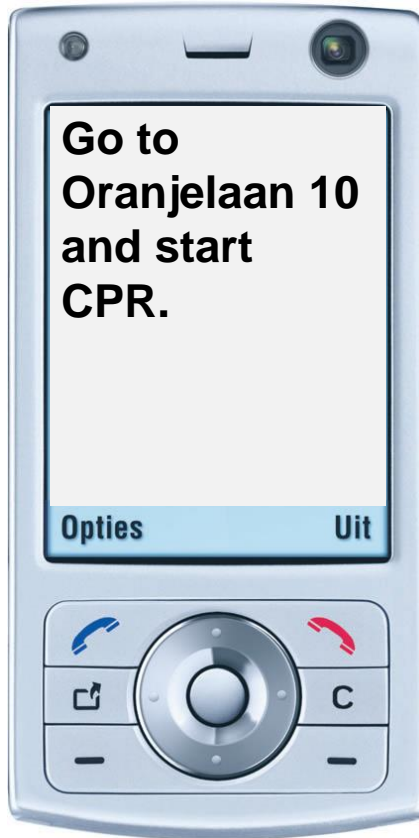 Go to
Oranjelaan 10
and start
CPR.
Opties Uit
C